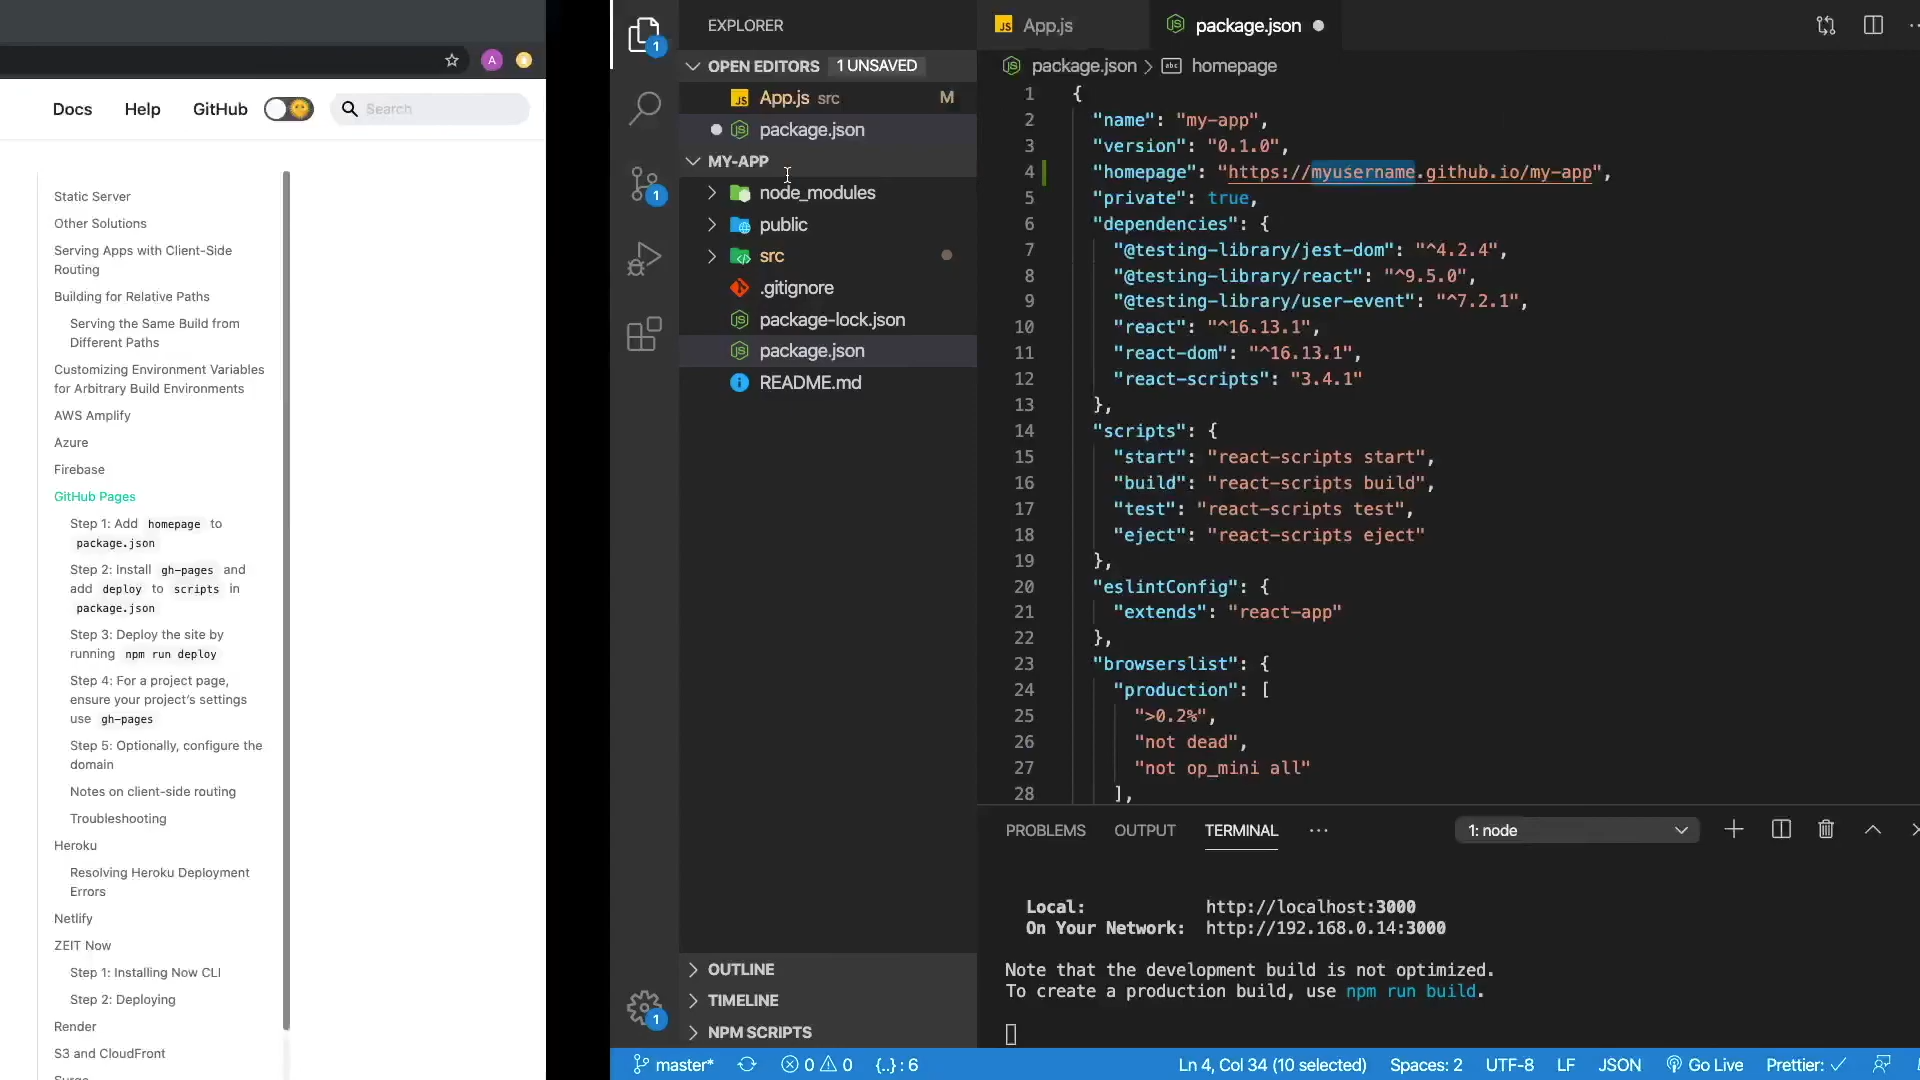 A
Docs
Help
GitHub
Search
Static Server
Other Solutions
Serving Apps with Client-Side
Routing
Building for Relative Paths
Serving the Same Build from
Different Paths
Customizing Environment Variables
for Arbitrary Build Environments
AWS Amplify
Azure
Firebase
GitHub Pages
Step 1: Add homepage to
package.json
Step 2: Install gh-pages and
add deploy to scripts in
package.json
Step 3: Deploy the site by
running npm run deploy
Step 4: For a project page,
ensure your project's settings
use gh-pages
Step 5: Optionally, configure the
domain
Notes on client-side routing
Troubleshooting
Heroku
Resolving Heroku Deployment
Errors
Netlify
ZEIT Now
Step 1: Installing Now CLI
Step 2: Deploying
Render
S3 and CloudFront
1
1
1
EXPLORER
OPEN EDITORS 1 UNSAVED
JS App.js src M
package.json
MY-APP
node_modules
public
src
.gitignore
package-lock.json
package.json
README.md
OUTLINE
TIMELINE
NPM SCRIPTS
JS App.js
package.json
package.json > abc homepage
1 {
2 "name": "my-app",
3 "version": "0.1.0",
4 "homepage": "https://myusername.github.io/my-app",
5 "private": true,
6 "dependencies": {
7 "@testing-library/jest-dom": "^4.2.4",
8 "@testing-library/react": "^9.5.0",
9 "@testing-library/user-event": "^7.2.1",
10 "react": "^16.13.1",
11 "react-dom": "^16.13.1",
12 "react-scripts": "3.4.1"
13 },
14 "scripts": {
15 "start": "react-scripts start",
16 "build": "react-scripts build",
17 "test": "react-scripts test",
18 "eject": "react-scripts eject"
19 },
20 "eslintConfig": {
21 "extends": "react-app"
22 },
23 "browserslist": {
24 "production": [
25 ">0.2%",
26 "not dead",
27 "not op_mini all"
28 ],
PROBLEMS OUTPUT TERMINAL ··· 1: node
Local: http://localhost:3000
On Your Network: http://192.168.0.14:3000
Note that the development build is not optimized.
To create a production build, use npm run build.
master* 0 0 {..} : 6 Ln 4, Col 34 (10 selected) Spaces: 2 UTF-8 LF JSON Go Live Prettier: ✓